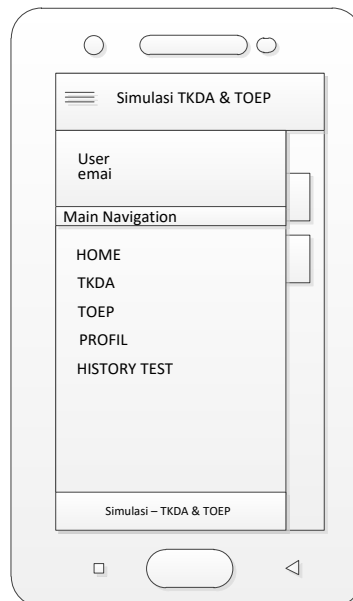 Simulasi TKDA & TOEP
User
emai
Main Navigation
HOME
TKDA
TOEP
PROFIL
HISTORY TEST
Simulasi – TKDA & TOEP